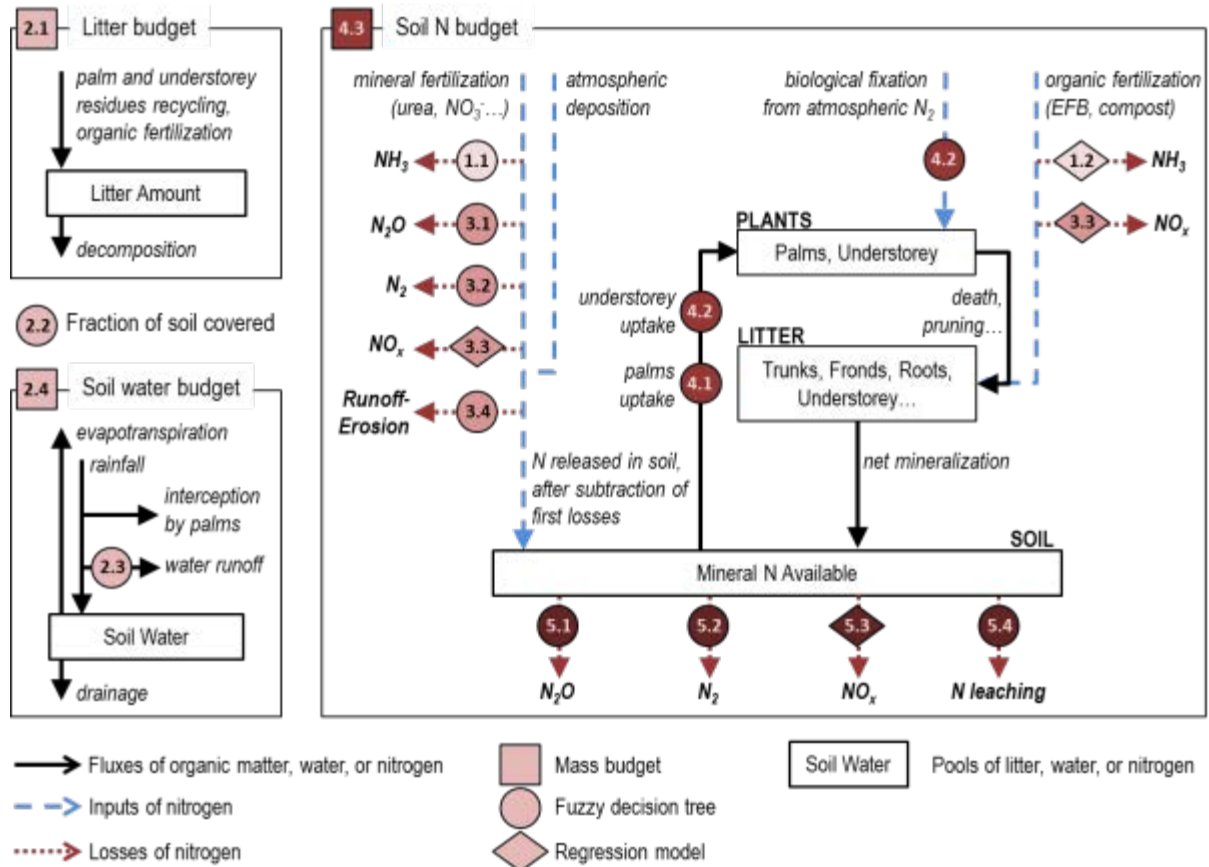 2.1 Litter budget
palm and understorey
residues recycling,
organic fertilization
Litter Amount
decomposition
2.2 Fraction of soil covered
2.4 Soil water budget
evapotranspiration
rainfall
interception
by palms
2.3 water runoff
Soil Water
drainage
4.3 Soil N budget
mineral fertilization
(urea, NO₃⁻…)
atmospheric
deposition
biological fixation
from atmospheric N₂
organic fertilization
(EFB, compost)
NH₃ 1.1
N₂O 3.1
N₂ 3.2
NOₓ 3.3
Runoff-
Erosion
3.4
4.2
1.2 NH₃
3.3 NOₓ
PLANTS
Palms, Understorey
understorey
uptake
4.2
palms
uptake
4.1
death,
pruning…
LITTER
Trunks, Fronds, Roots,
Understorey…
N released in soil,
after subtraction of
first losses
net mineralization
SOIL
Mineral N Available
5.1 5.2 5.3 5.4
N₂O N₂ NOₓ N leaching
Fluxes of organic matter, water, or nitrogen
Inputs of nitrogen
Losses of nitrogen
Mass budget
Fuzzy decision tree
Regression model
Soil Water Pools of litter, water, or nitrogen